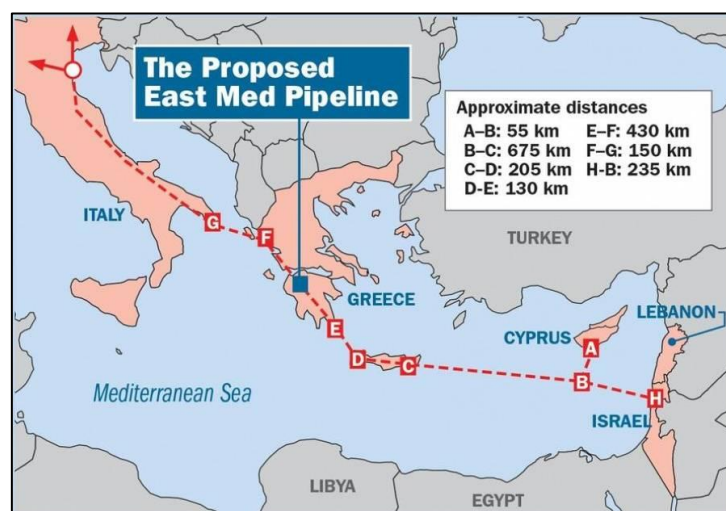 The Proposed
East Med Pipeline
Approximate distances
A–B: 55 km E–F: 430 km
B–C: 675 km F–G: 150 km
C–D: 205 km H-B: 235 km
D-E: 130 km
ITALY
G
F
TURKEY
GREECE
E
D
C
CYPRUS
A
LEBANON
B
H
Mediterranean Sea
ISRAEL
LIBYA
EGYPT